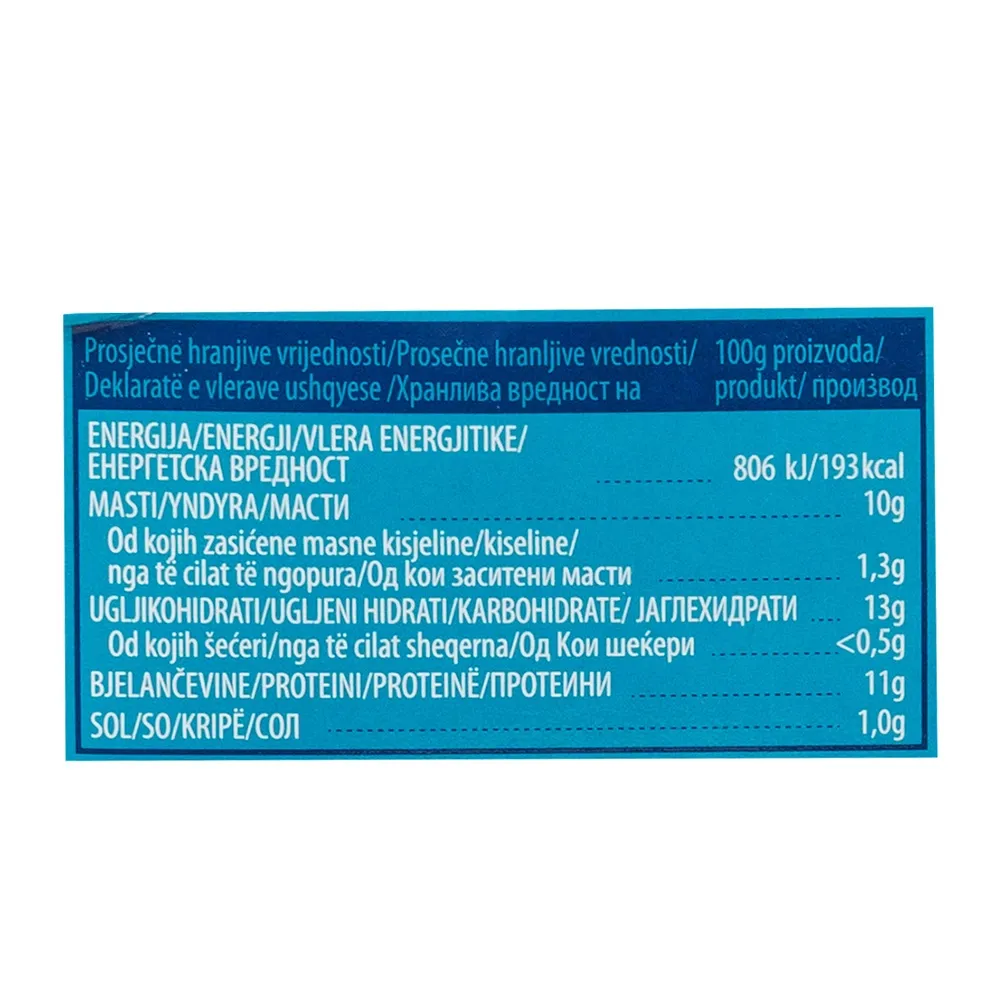 Prosječne hranjive vrijednosti/Prosečne hranljive vrednosti/ 100g proizvoda/
Deklaratë e vlerave ushqyese /Хранлива вредност на produkt/ производ
ENERGIJA/ENERGJI/VLERA ENERGJITIKE/
ЕНЕРГЕТСКА ВРЕДНОСТ 806 kJ/193kcal
MASTI/YNDYRA/МАСТИ 10g
Od kojih zasićene masne kisjeline/kiseline/
nga të cilat të ngopura/Од кои заситени масти 1,3g
UGLJIKOHIDRATI/UGLJENI HIDRATI/KARBOHIDRATE/ ЈАГЛЕХИДРАТИ 13g
Od kojih šećeri/nga të cilat sheqerna/Од Кои шеќери <0,5g
BJELANČEVINE/PROTEINI/PROTEINË/ПРОТЕИНИ 11g
SOL/SO/KRIPË/СОЛ 1,0g